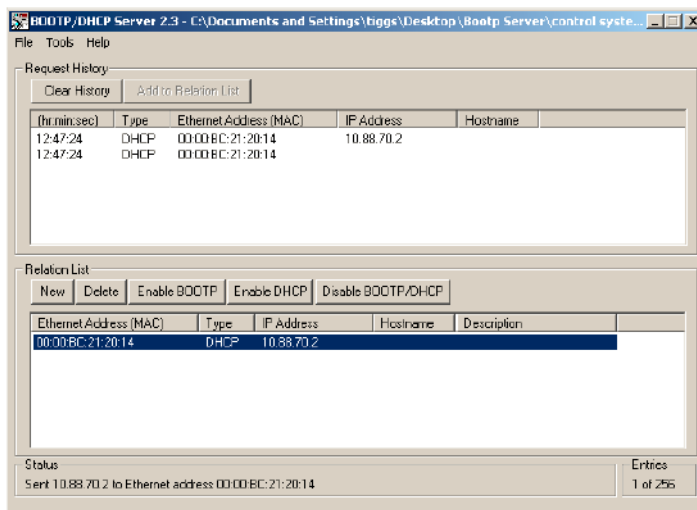 BOOTP/DHCP Server 2.3 - C:\Documents and Settings\tiggs\Desktop\Bootp Server\control syste...
File Tools Help
Request History
Clear History Add to Relation List
(hr:min:sec) Type Ethernet Address (MAC) IP Address Hostname
12:47:24 DHCP 00:00:BC:21:20:14 10.88.70.2
12:47:24 DHCP 00:00:BC:21:20:14
Relation List
New Delete Enable BOOTP Enable DHCP Disable BOOTP/DHCP
Ethernet Address (MAC) Type IP Address Hostname Description
00:00:BC:21:20:14 DHCP 10.88.70.2
Status Entries
Sent 10.88.70.2 to Ethernet address 00:00:BC:21:20:14 1 of 256